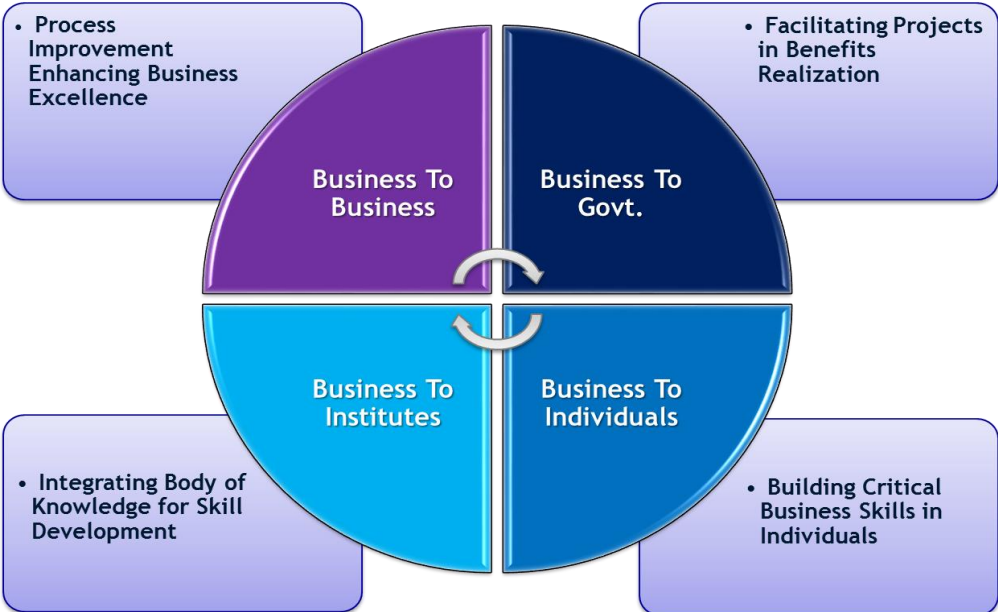 • Process
Improvement
Enhancing Business
Excellence
• Facilitating Projects
in Benefits
Realization
Business To
Business
Business To
Govt.
Business To
Institutes
Business To
Individuals
• Integrating Body of
Knowledge for Skill
Development
• Building Critical
Business Skills in
Individuals